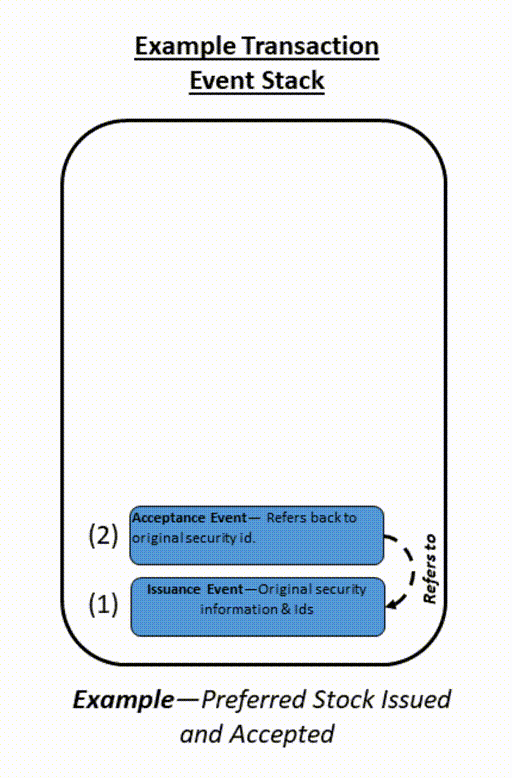 Example Transaction
Event Stack
(2)
Acceptance Event— Refers back to
original security id.
(1)
Issuance Event—Original security
information & Ids
Refers to
Example—Preferred Stock Issued
and Accepted